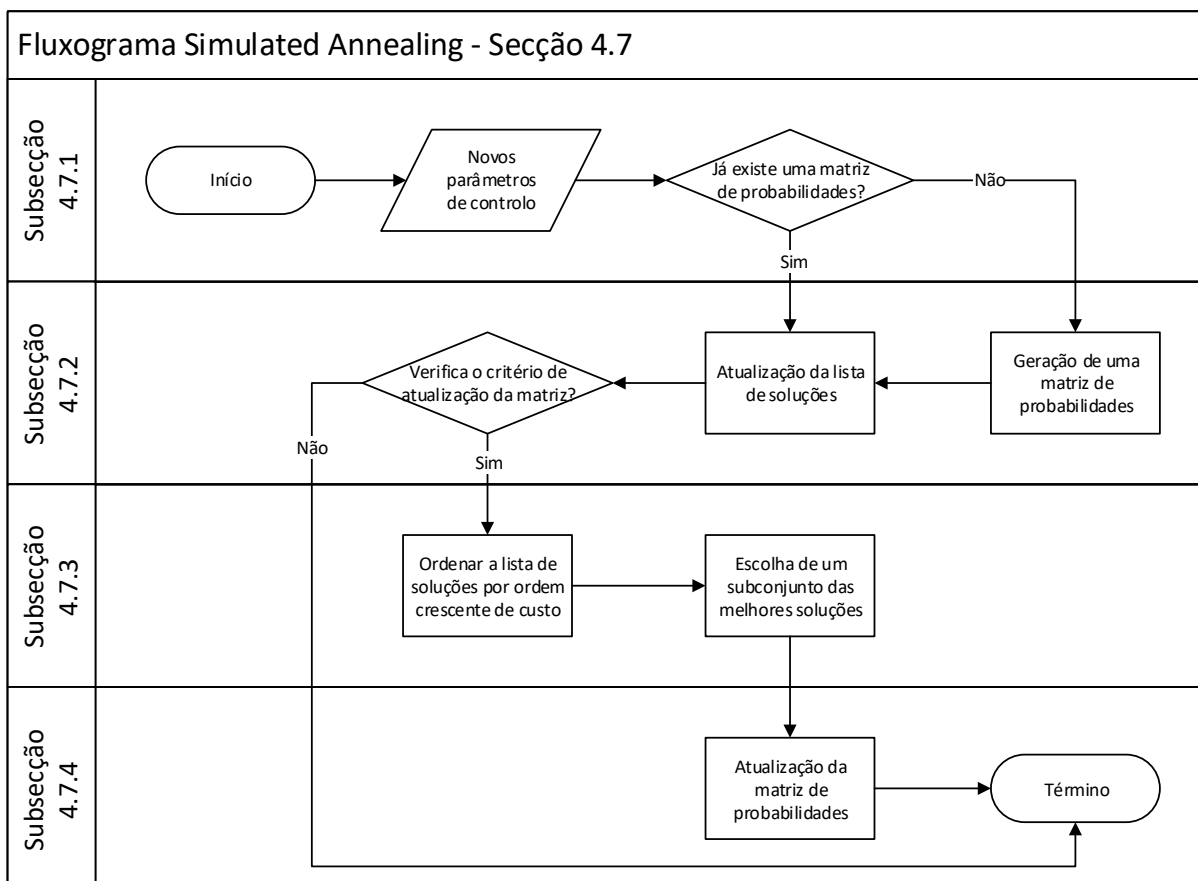 Fluxograma Simulated Annealing - Secção 4.7
Subsecção
4.7.1
Início
Novos
parâmetros
de controlo
Já existe uma matriz
de probabilidades?
Não
Sim
Subsecção
4.7.2
Verifica o critério de
atualização da matriz?
Atualização da lista
de soluções
Geração de uma
matriz de
probabilidades
Não
Sim
Subsecção
4.7.3
Ordenar a lista de
soluções por ordem
crescente de custo
Escolha de um
subconjunto das
melhores soluções
Subsecção
4.7.4
Atualização da
matriz de
probabilidades
Término